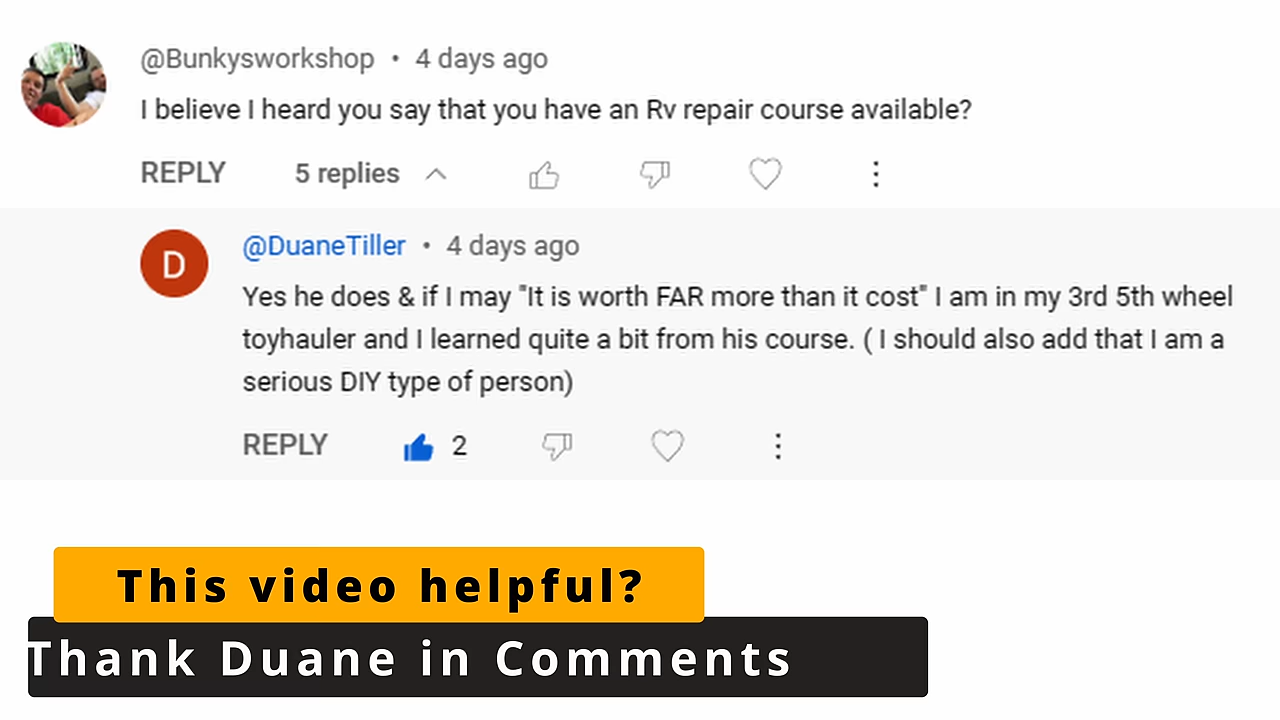 @Bunkysworkshop • 4 days ago
I believe I heard you say that you have an Rv repair course available?
REPLY 5 replies
D
@DuaneTiller • 4 days ago
Yes he does & if I may "It is worth FAR more than it cost" I am in my 3rd 5th wheel
toyhauler and I learned quite a bit from his course. ( I should also add that I am a
serious DIY type of person)
REPLY 2
This video helpful?
Thank Duane in Comments